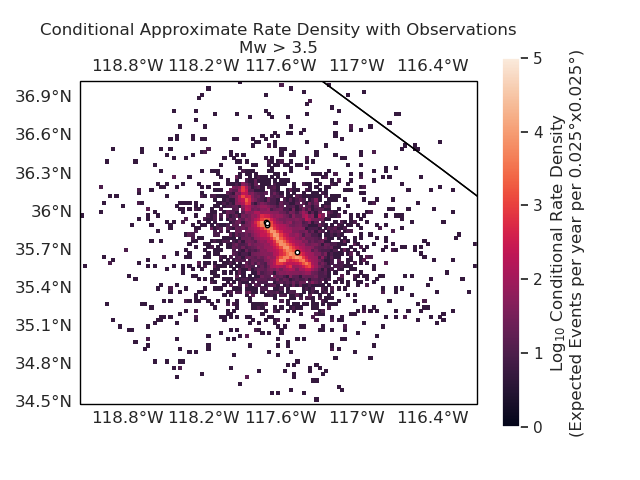 Conditional Approximate Rate Density with Observations
Mw > 3.5
118.8°W 118.2°W 117.6°W 117°W 116.4°W
36.9°N
36.6°N
36.3°N
36°N
35.7°N
35.4°N
35.1°N
34.8°N
34.5°N
118.8°W 118.2°W 117.6°W 117°W 116.4°W
5
4
3
2
1
0
Log₁₀ Conditional Rate Density
(Expected Events per year per 0.025°x0.025°)